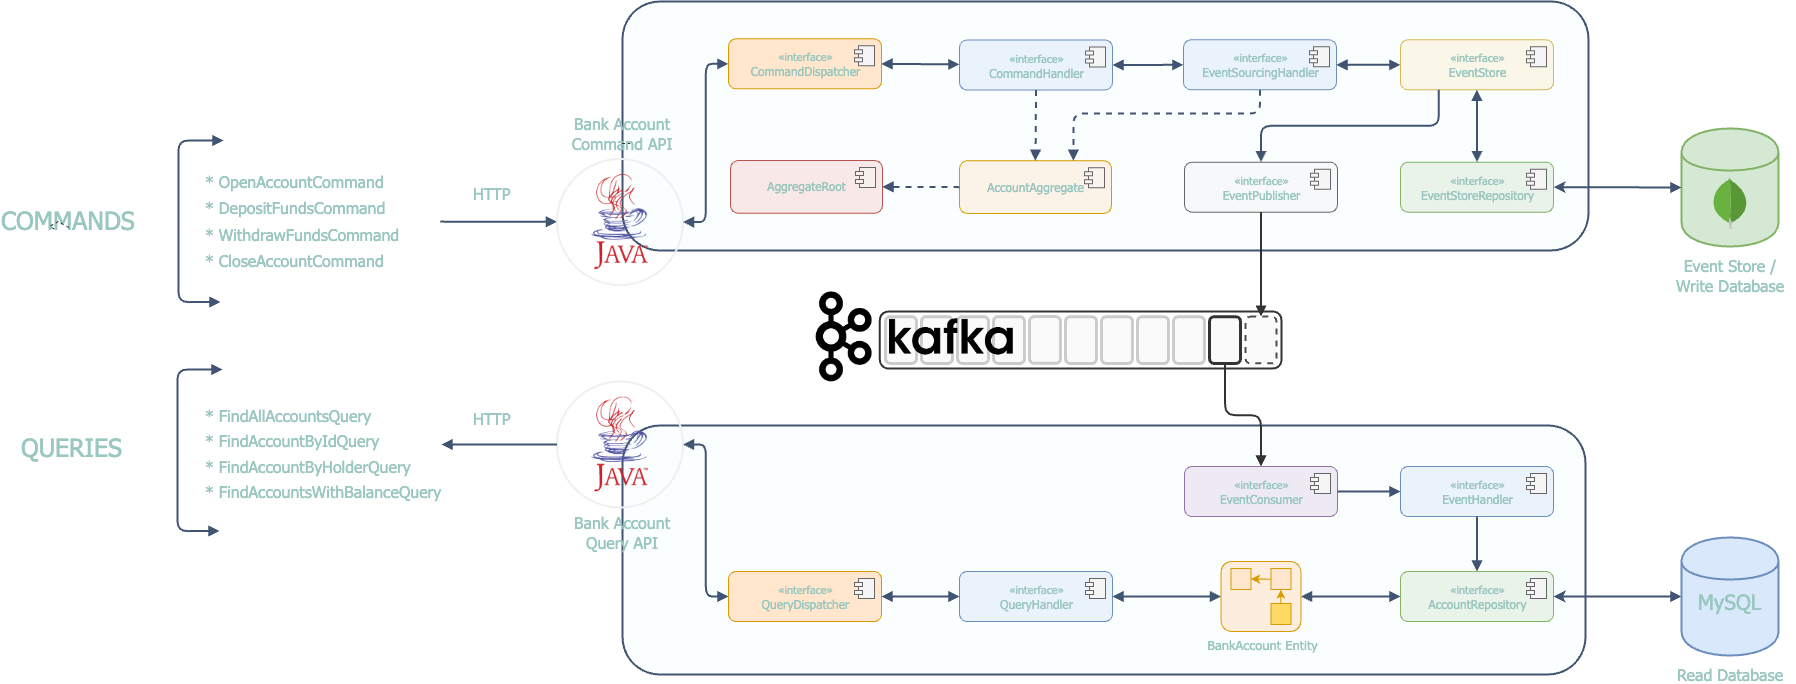 COMMANDS
* OpenAccountCommand
* DepositFundsCommand
* WithdrawFundsCommand
* CloseAccountCommand
HTTP
Bank Account
Command API
JAVA™
«interface»
CommandDispatcher
«interface»
CommandHandler
«interface»
EventSourcingHandler
«interface»
EventStore
AggregateRoot
AccountAggregate
«interface»
EventPublisher
«interface»
EventStoreRepository
Event Store /
Write Database
kafka
QUERIES
* FindAllAccountsQuery
* FindAccountByIdQuery
* FindAccountByHolderQuery
* FindAccountsWithBalanceQuery
HTTP
JAVA™
Bank Account
Query API
«interface»
EventConsumer
«interface»
EventHandler
«interface»
QueryDispatcher
«interface»
QueryHandler
BankAccount Entity
«interface»
AccountRepository
MySQL
Read Database